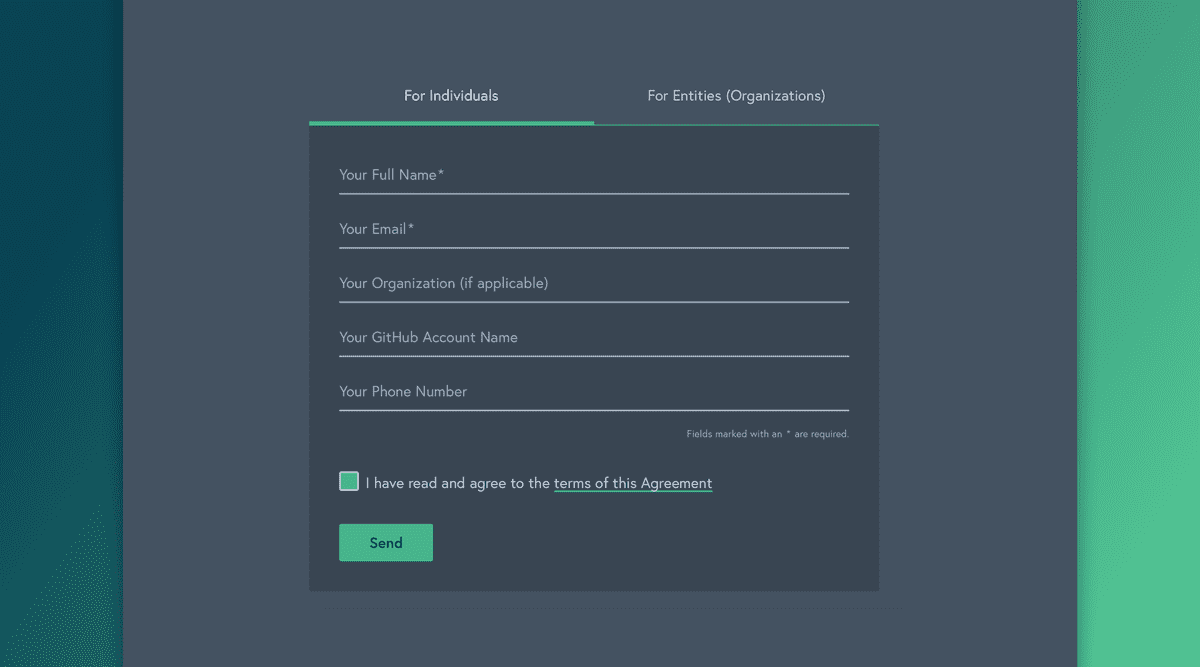 For Individuals
For Entities (Organizations)
Your Full Name*
Your Email*
Your Organization (if applicable)
Your GitHub Account Name
Your Phone Number
Fields marked with an * are required.
I have read and agree to the terms of this Agreement
Send